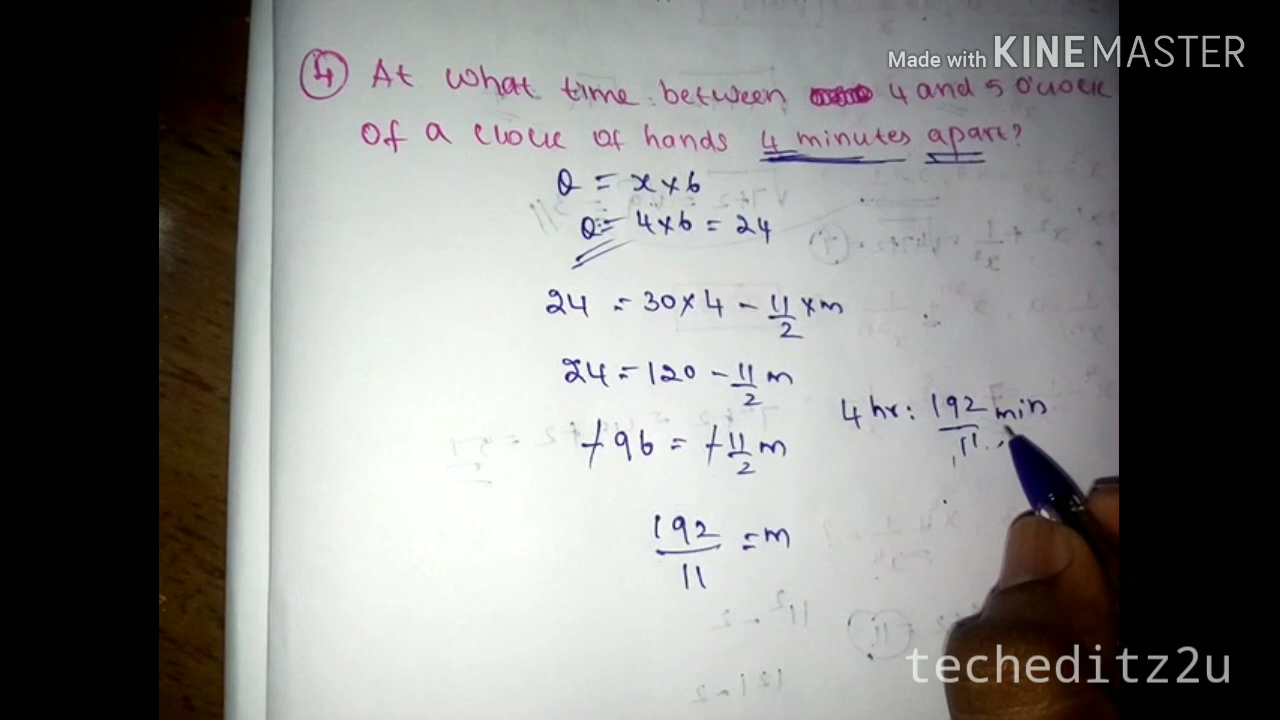 Made with KINEMASTER
④ At what time between 4 and 5 O'clock
Of a clock of hands 4 minutes apart?
θ = x × 6
θ = 4×6 = 24
24 = 30×4 - 11/2 × m
24 = 120 - 11/2 m
4 hr : 192/11 min
+96 = +11/2 m
192/11 = m
techeditz2u